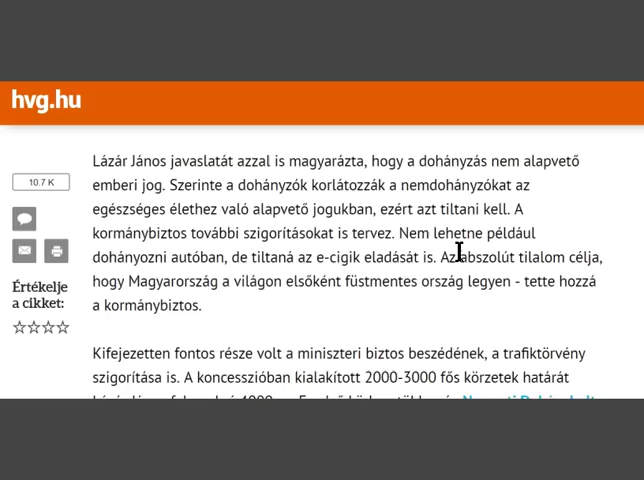 hvg.hu
10.7 K
Értékelje
a cikket:
Lázár János javaslatát azzal is magyarázta, hogy a dohányzás nem alapvető
emberi jog. Szerinte a dohányzók korlátozzák a nemdohányzókat az
egészséges élethez való alapvető jogukban, ezért azt tiltani kell. A
kormánybiztos további szigorításokat is tervez. Nem lehetne például
dohányozni autóban, de tiltaná az e-cigik eladását is. Az abszolút tilalom célja,
hogy Magyarország a világon elsőként füstmentes ország legyen - tette hozzá
a kormánybiztos.
Kifejezetten fontos része volt a miniszteri biztos beszédének, a trafiktörvény
szigorítása is. A koncesszióban kialakított 2000-3000 fős körzetek határát